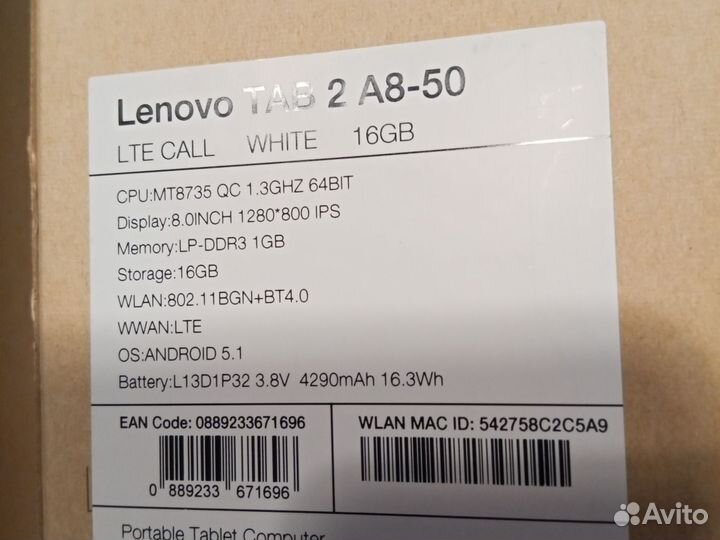 Lenovo TAB 2 A8-50
LTE CALL WHITE 16GB
CPU:MT8735 QC 1.3GHZ 64BIT
Display:8.0INCH 1280*800 IPS
Memory:LP-DDR3 1GB
Storage:16GB
WLAN:802.11BGN+BT4.0
WWAN:LTE
OS:ANDROID 5.1
Battery:L13D1P32 3.8V 4290mAh 16.3Wh
EAN Code: 0889233671696
0 889233 671696
WLAN MAC ID: 542758C2C5A9
Portable Tablet Computer
Avito